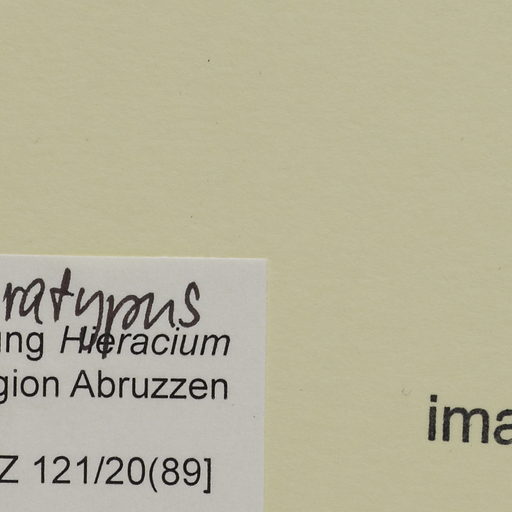 ratypus
ung Hieracium
gion Abruzzen
ima
Z 121/20(89]